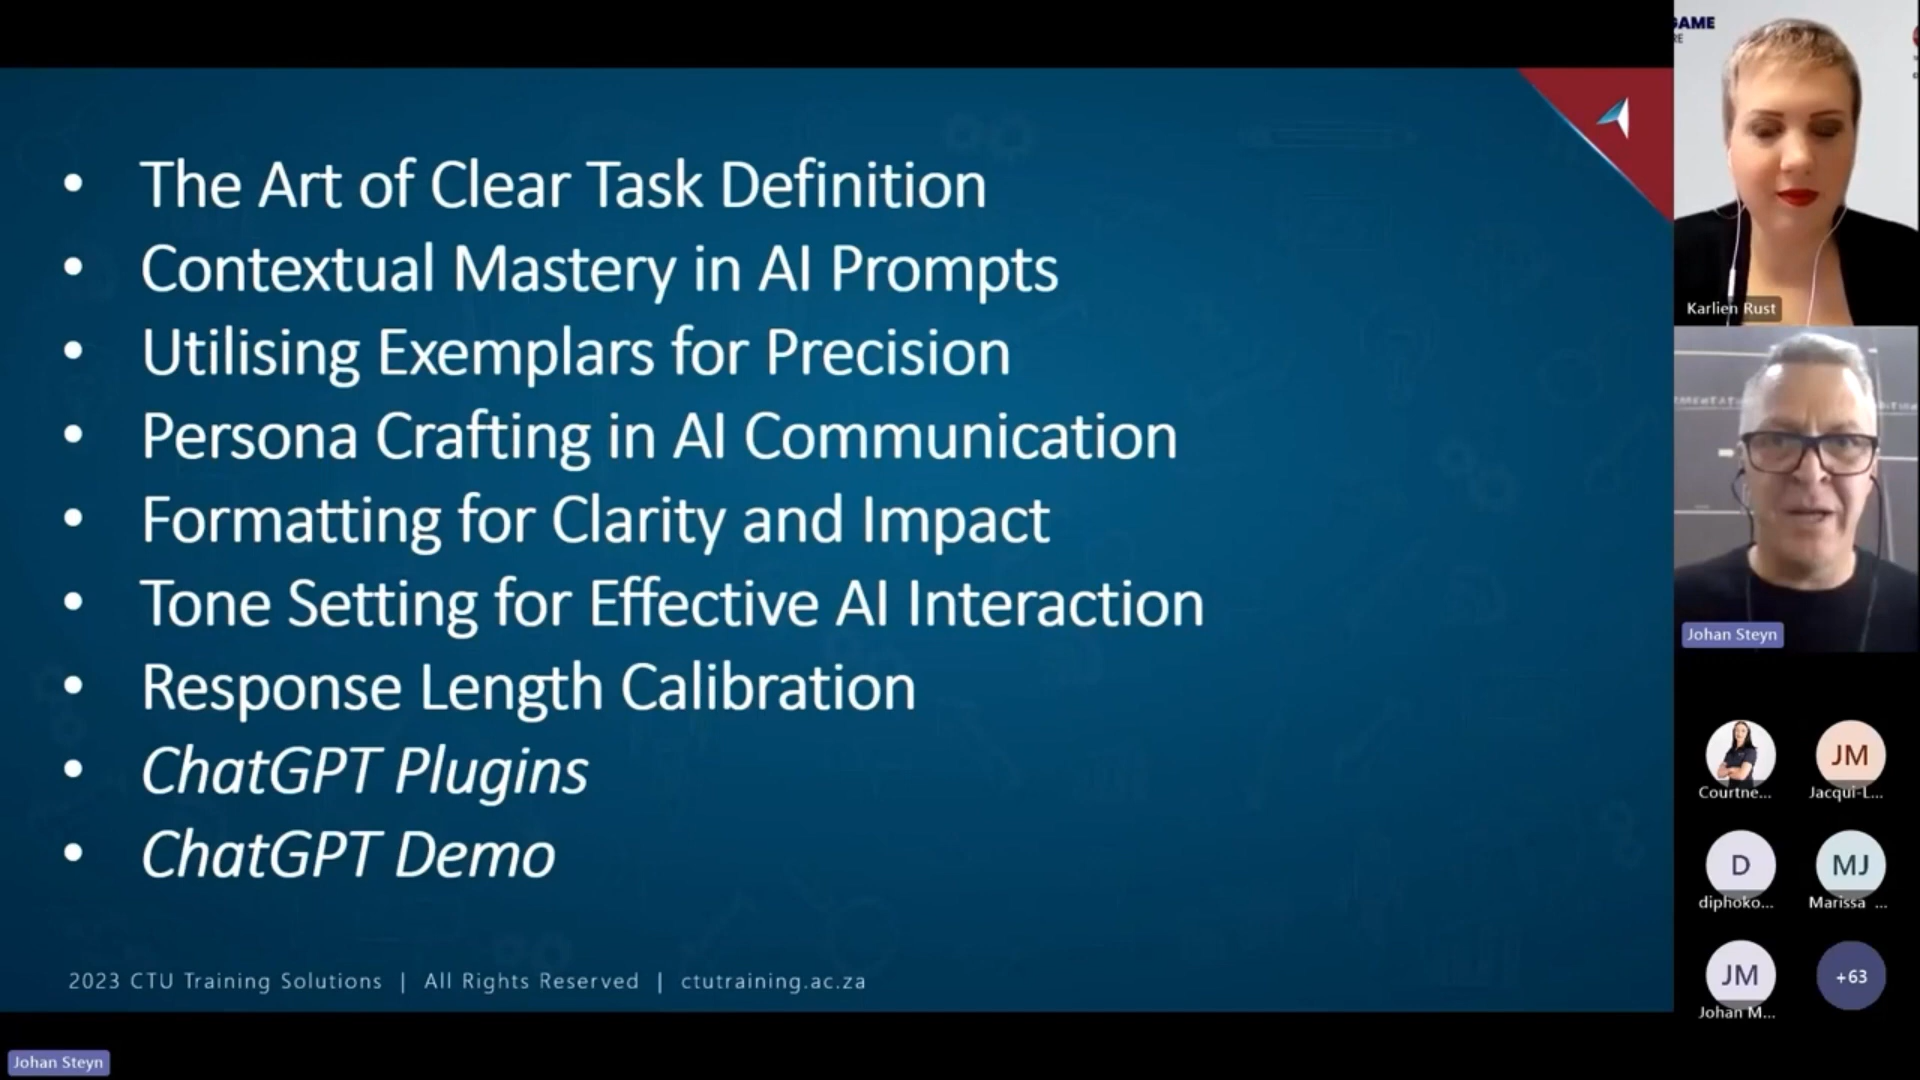 • The Art of Clear Task Definition
• Contextual Mastery in AI Prompts
• Utilising Exemplars for Precision
• Persona Crafting in AI Communication
• Formatting for Clarity and Impact
• Tone Setting for Effective AI Interaction
• Response Length Calibration
• ChatGPT Plugins
• ChatGPT Demo
2023 CTU Training Solutions | All Rights Reserved | ctutraining.ac.za
Johan Steyn
GAME
RE
Karlien Rust
Johan Steyn
JM
Courtne...
Jacqui-L...
D
MJ
diphoko...
Marissa ...
JM
+63
Johan M...